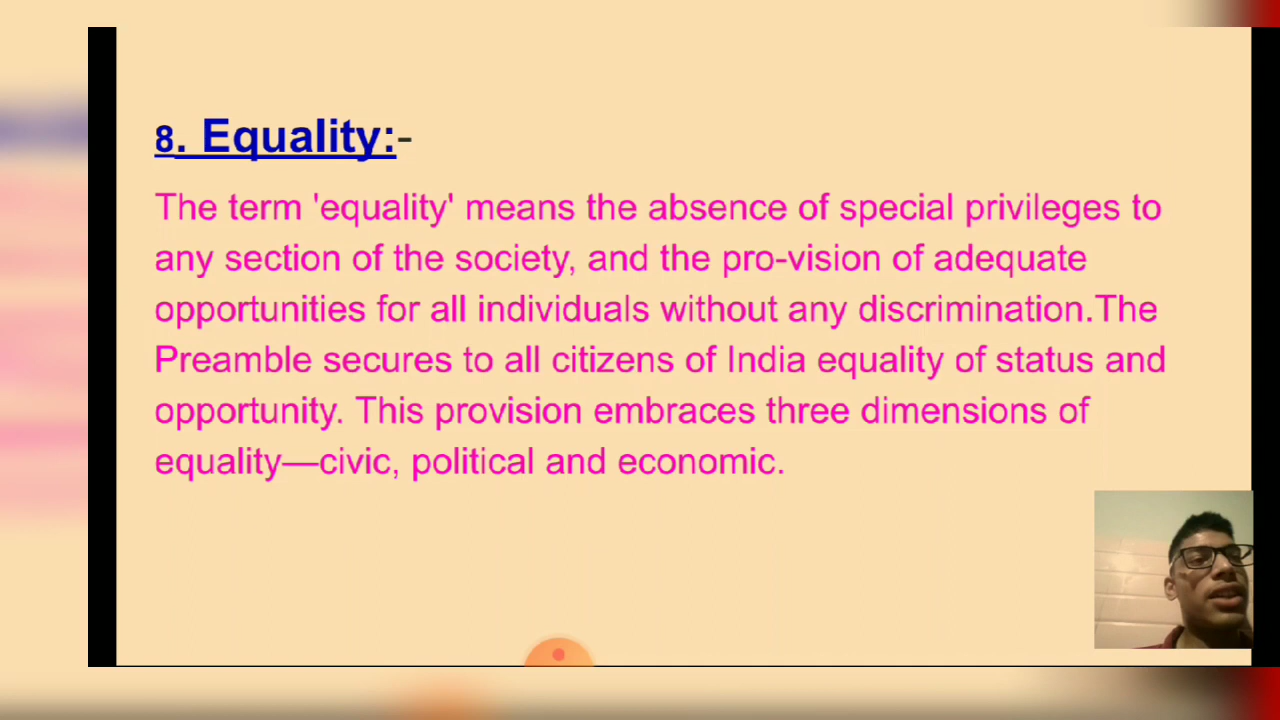 8. Equality:-
The term 'equality' means the absence of special privileges to
any section of the society, and the pro-vision of adequate
opportunities for all individuals without any discrimination.The
Preamble secures to all citizens of India equality of status and
opportunity. This provision embraces three dimensions of
equality—civic, political and economic.